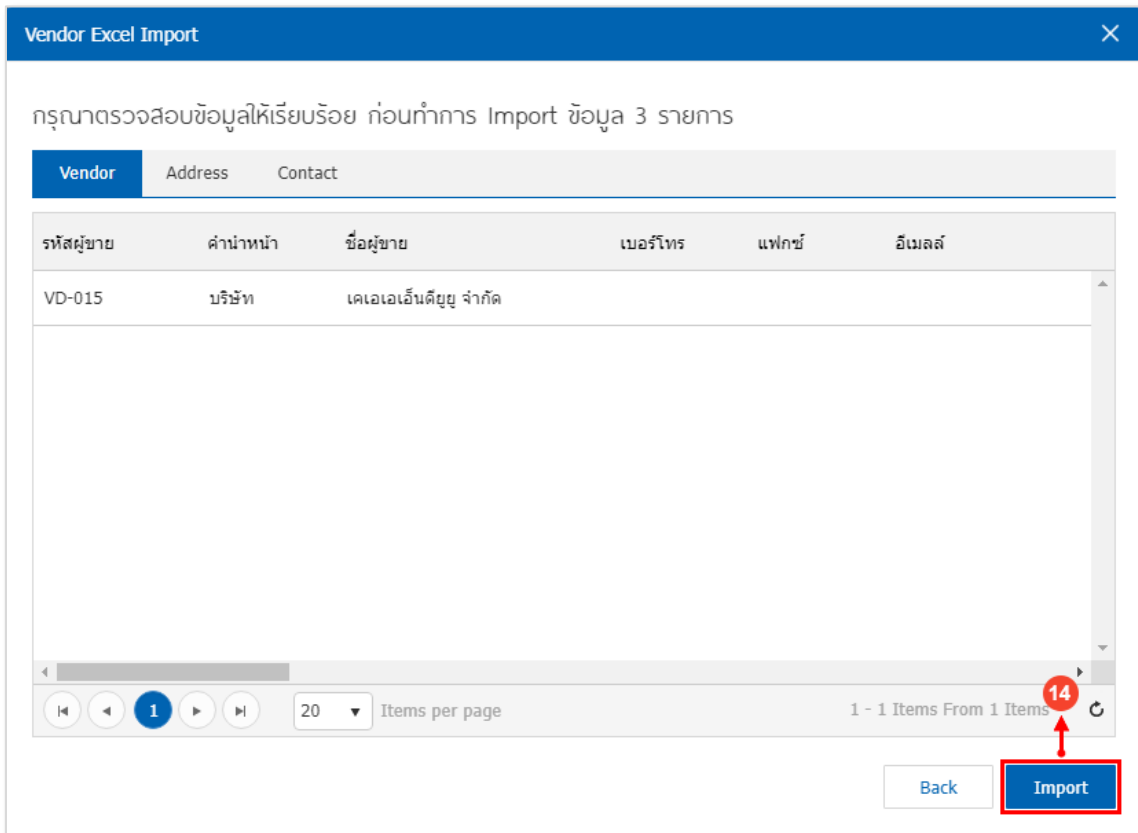 Vendor Excel Import
กรุณาตรวจสอบข้อมูลให้เรียบร้อย ก่อนทำการ Import ข้อมูล 3 รายการ
Vendor Address Contact
รหัสผู้ขาย คำนำหน้า ชื่อผู้ขาย เบอร์โทร แฟกซ์ อีเมลล์
VD-015 บริษัท เคเอเอเอ็นดียูยู จำกัด
1 20 Items per page 1 - 1 Items From 1 Items
14
Back Import